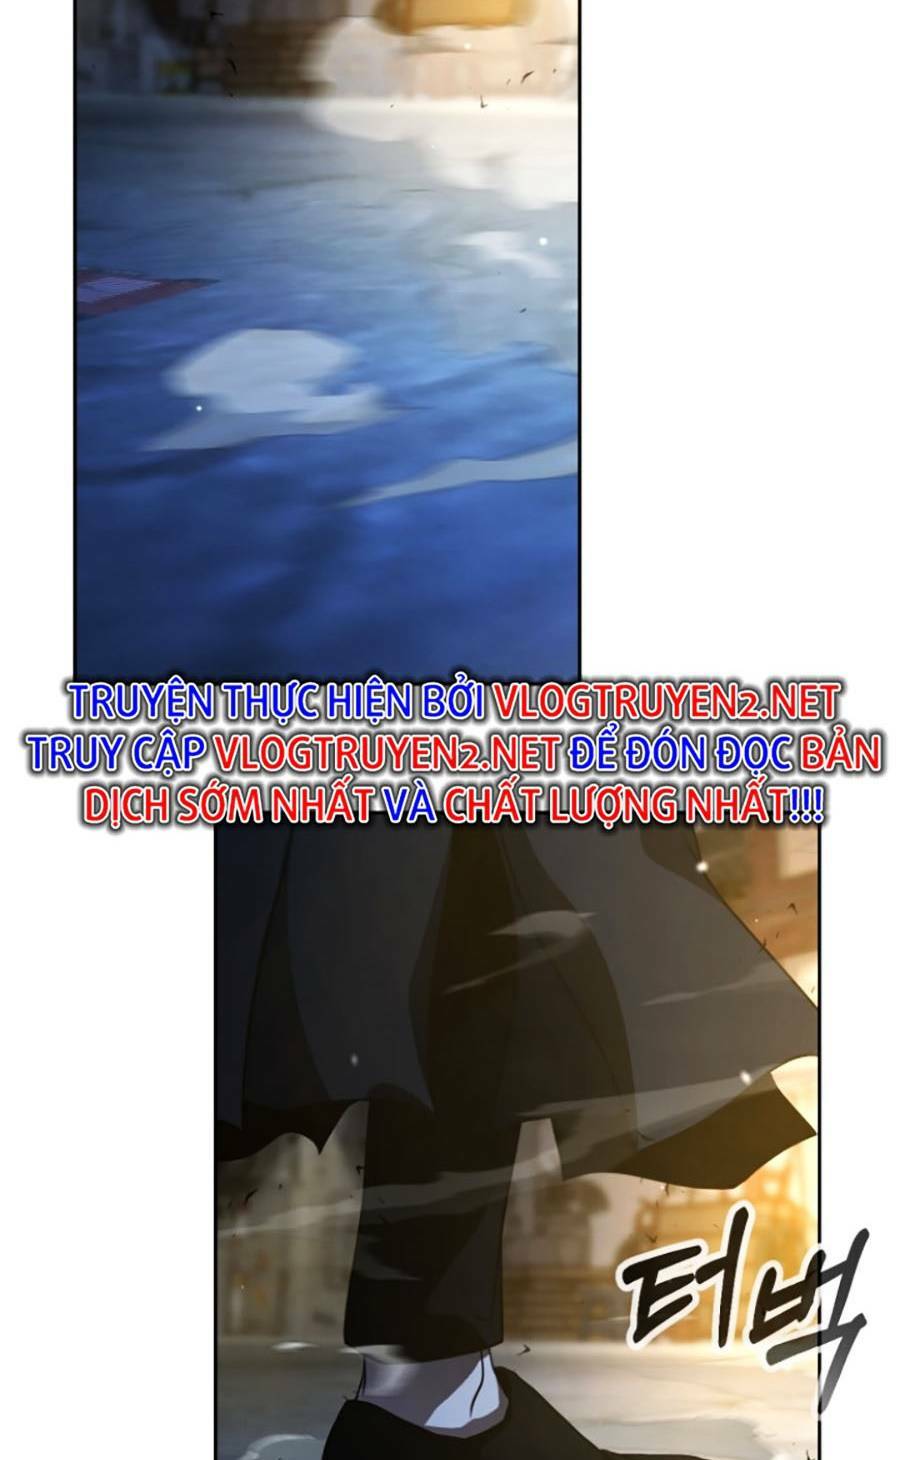 TRUYỆN THỰC HIỆN BỞI VLOGTRUYEN2.NET
TRUY CẬP VLOGTRUYEN2.NET ĐỂ ĐÓN ĐỌC BẢN
DỊCH SỚM NHẤT VÀ CHẤT LƯỢNG NHẤT!!!
터벅